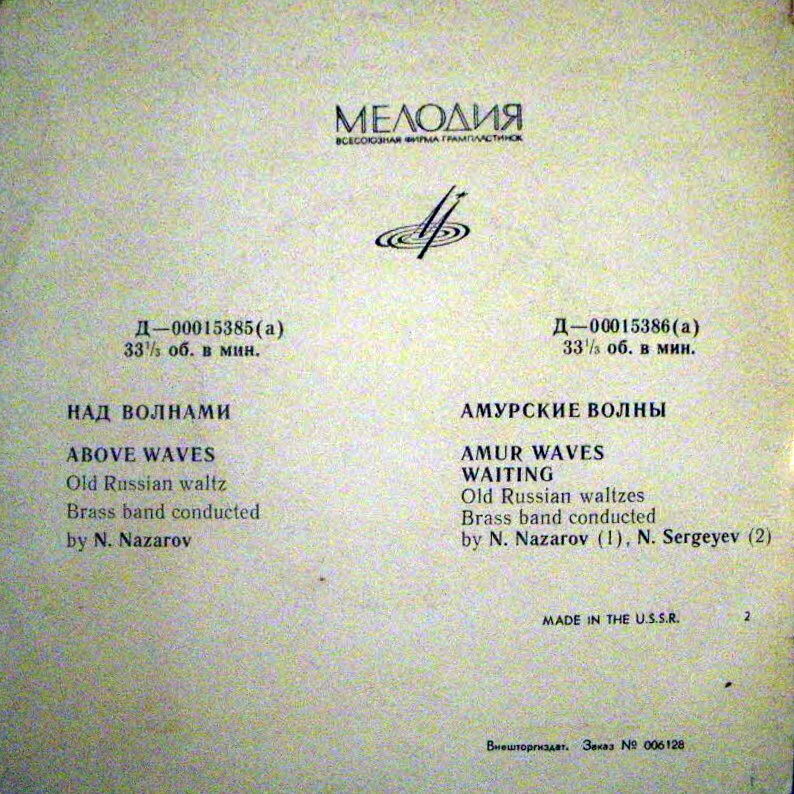 МЕЛОДИЯ
ВСЕСОЮЗНАЯ ФИРМА ГРАМПЛАСТИНОК
Д—00015385(а)
33⅓ об. в мин.
НАД ВОЛНАМИ
ABOVE WAVES
Old Russian waltz
Brass band conducted
by N. Nazarov
Д—00015386(а)
33⅓ об. в мин.
АМУРСКИЕ ВОЛНЫ
AMUR WAVES
WAITING
Old Russian waltzes
Brass band conducted
by N. Nazarov (1), N. Sergeyev (2)
MADE IN THE U.S.S.R. 2
Внешторгиздат. Заказ № 006128